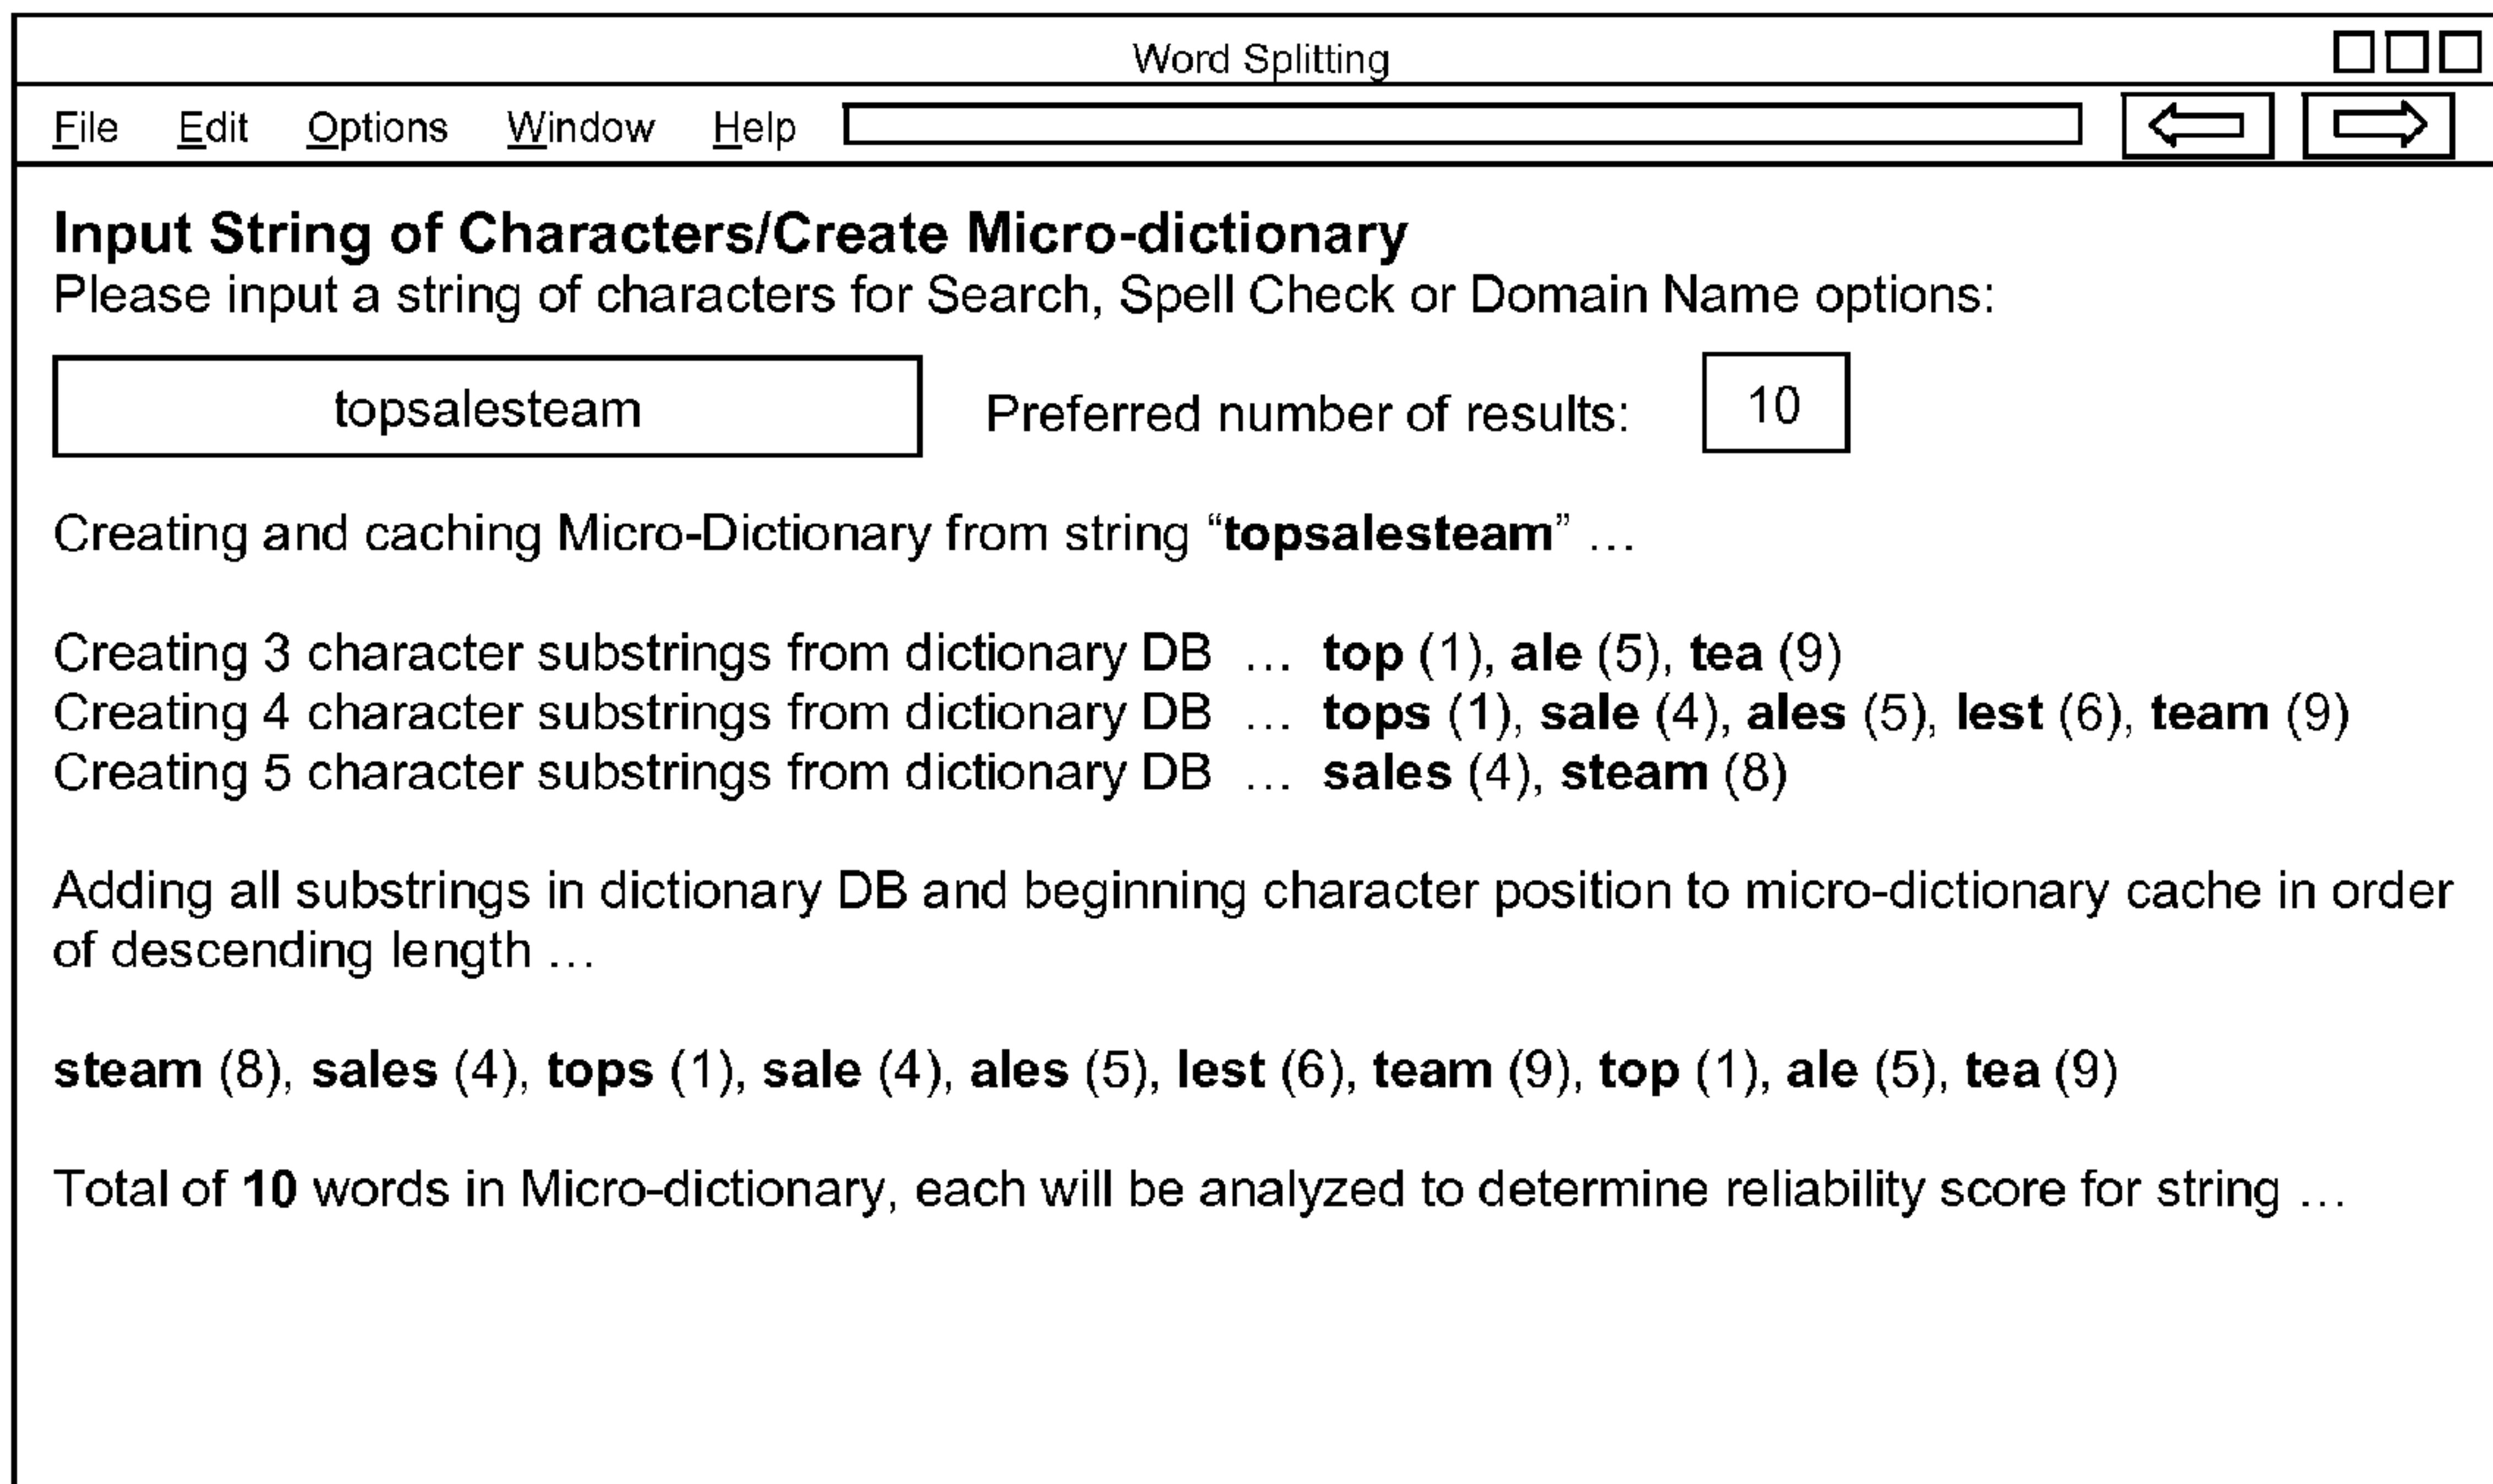 Word Splitting
File Edit Options Window Help
Input String of Characters/Create Micro-dictionary
Please input a string of characters for Search, Spell Check or Domain Name options:
topsalesteam Preferred number of results: 10
Creating and caching Micro-Dictionary from string “topsalesteam” …
Creating 3 character substrings from dictionary DB … top (1), ale (5), tea (9)
Creating 4 character substrings from dictionary DB … tops (1), sale (4), ales (5), lest (6), team (9)
Creating 5 character substrings from dictionary DB … sales (4), steam (8)
Adding all substrings in dictionary DB and beginning character position to micro-dictionary cache in order
of descending length …
steam (8), sales (4), tops (1), sale (4), ales (5), lest (6), team (9), top (1), ale (5), tea (9)
Total of 10 words in Micro-dictionary, each will be analyzed to determine reliability score for string …